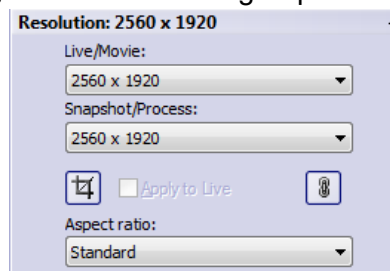 Resolution: 2560 x 1920
Live/Movie:
2560 x 1920
Snapshot/Process:
2560 x 1920
Apply to Live
Aspect ratio:
Standard